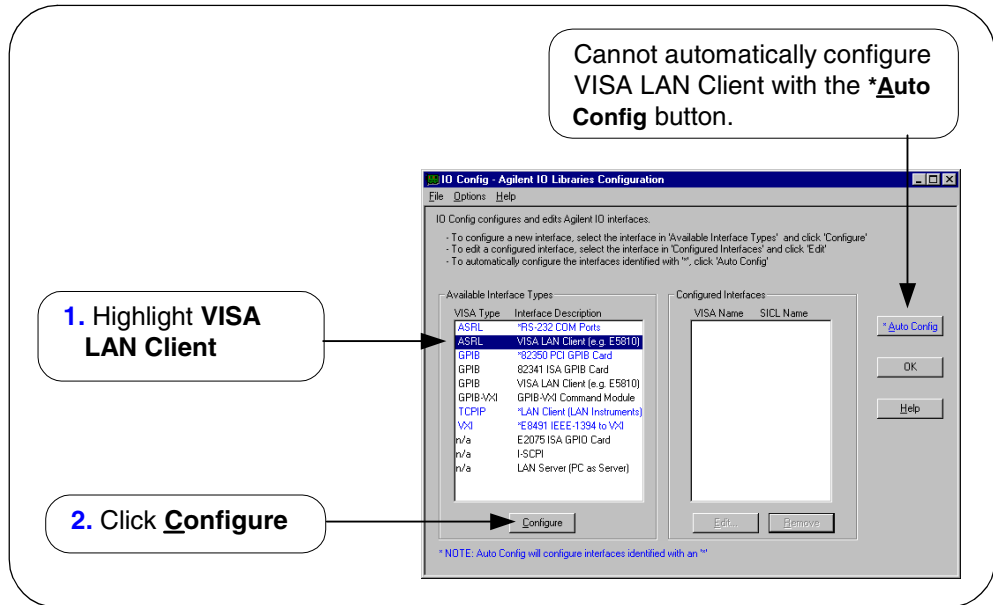 Cannot automatically configure
VISA LAN Client with the *Auto
Config button.
1. Highlight VISA
LAN Client
2. Click Configure
IO Config - Agilent IO Libraries Configuration
File Options Help
IO Config configures and edits Agilent IO interfaces.
- To configure a new interface, select the interface in 'Available Interface Types' and click 'Configure'
- To edit a configured interface, select the interface in 'Configured Interfaces' and click 'Edit'
- To automatically configure the interfaces identified with '*', click 'Auto Config'
Available Interface Types
VISA Type Interface Description
ASRL *RS-232 COM Ports
ASRL VISA LAN Client (e.g. E5810)
GPIB *82350 PCI GPIB Card
GPIB 82341 ISA GPIB Card
GPIB VISA LAN Client (e.g. E5810)
GPIB-VXI GPIB-VXI Command Module
TCPIP *LAN Client (LAN Instruments)
VXI *E8491 IEEE-1394 to VXI
n/a E2075 ISA GPIO Card
n/a I-SCPI
n/a LAN Server (PC as Server)
Configure
Configured Interfaces
VISA Name SICL Name
Edit... Remove
* Auto Config
OK
Help
* NOTE: Auto Config will configure interfaces identified with an '*'